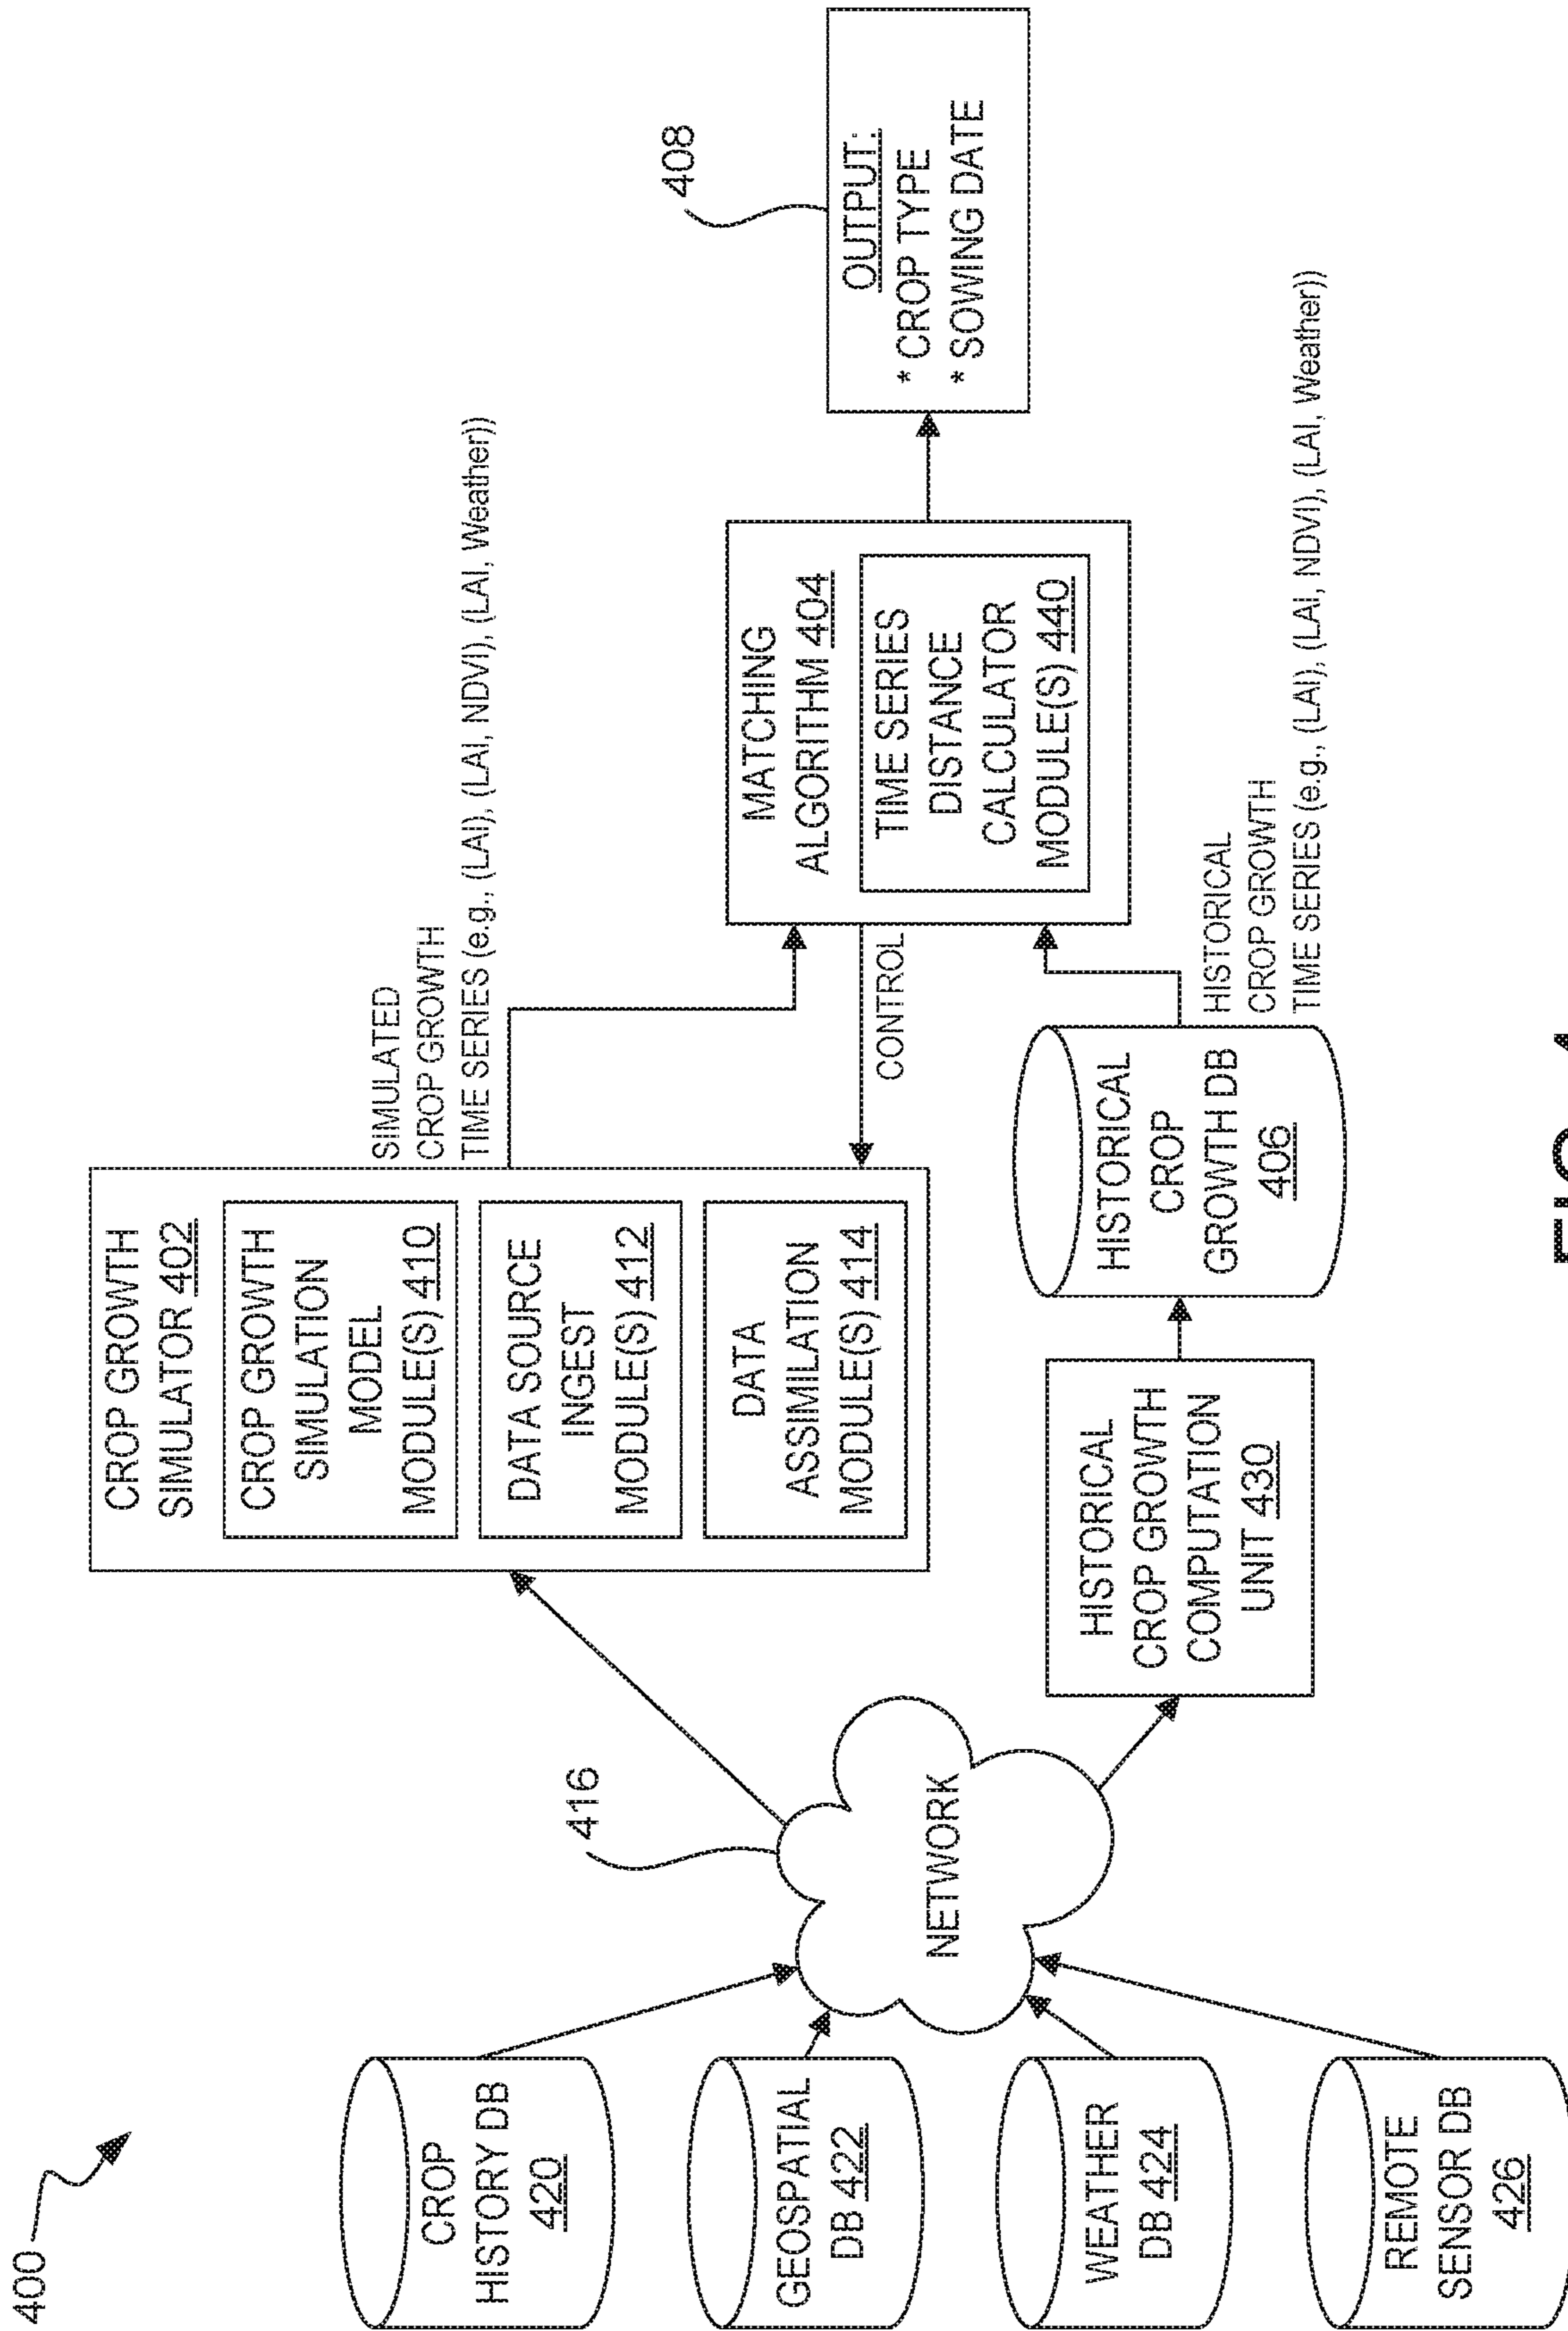 400
CROP
HISTORY DB
420
GEOSPATIAL
DB 422
WEATHER
DB 424
REMOTE
SENSOR DB
426
416
NETWORK
CROP GROWTH
SIMULATOR 402
CROP GROWTH
SIMULATION
MODEL
MODULE(S) 410
DATA SOURCE
INGEST
MODULE(S) 412
DATA
ASSIMILATION
MODULE(S) 414
HISTORICAL
CROP GROWTH
COMPUTATION
UNIT 430
HISTORICAL
CROP
GROWTH DB
406
SIMULATED
CROP GROWTH
TIME SERIES (e.g., (LAI), (LAI, NDVI), (LAI, Weather))
CONTROL
HISTORICAL
CROP GROWTH
TIME SERIES (e.g., (LAI), (LAI, NDVI), (LAI, Weather))
MATCHING
ALGORITHM 404
TIME SERIES
DISTANCE
CALCULATOR
MODULE(S) 440
408
OUTPUT:
* CROP TYPE
* SOWING DATE